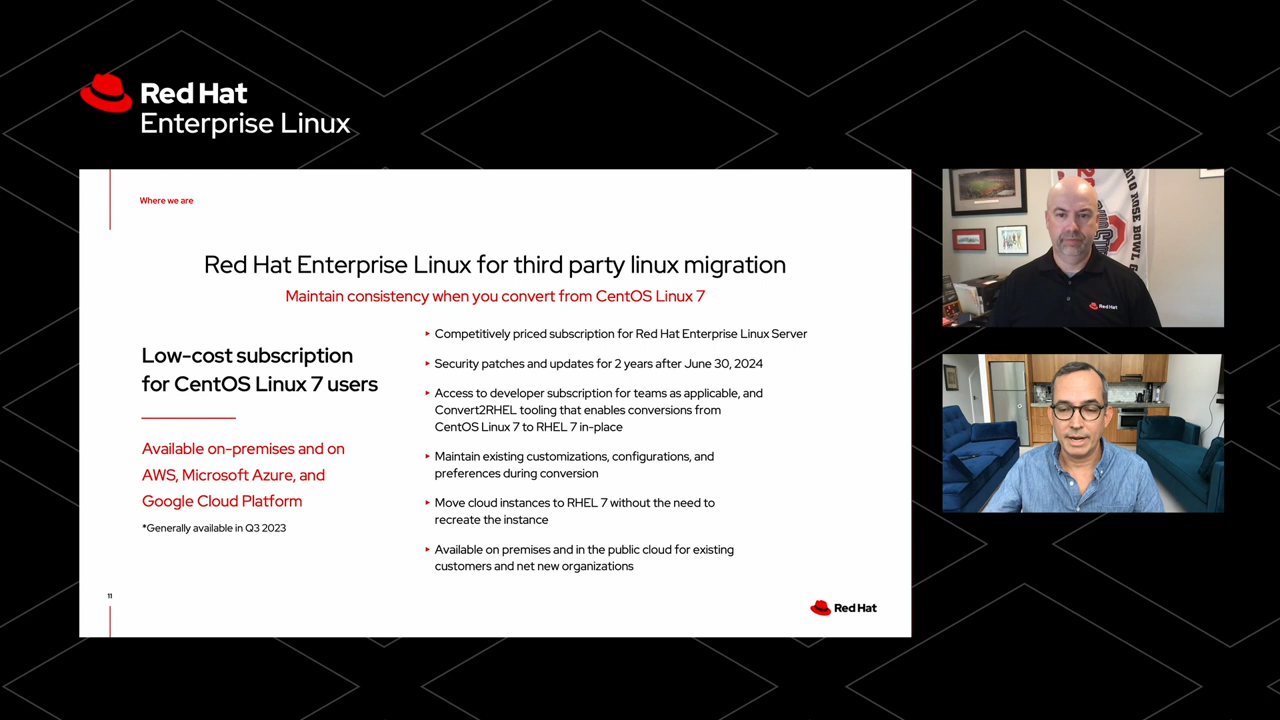 Red Hat
Enterprise Linux
Where we are
Red Hat Enterprise Linux for third party linux migration
Maintain consistency when you convert from CentOS Linux 7
Low-cost subscription
for CentOS Linux 7 users
Available on-premises and on
AWS, Microsoft Azure, and
Google Cloud Platform
*Generally available in Q3 2023
Competitively priced subscription for Red Hat Enterprise Linux Server
Security patches and updates for 2 years after June 30, 2024
Access to developer subscription for teams as applicable, and
Convert2RHEL tooling that enables conversions from
CentOS Linux 7 to RHEL 7 in-place
Maintain existing customizations, configurations, and
preferences during conversion
Move cloud instances to RHEL 7 without the need to
recreate the instance
Available on premises and in the public cloud for existing
customers and net new organizations
11
Red Hat
2010 ROSE BOWL
Red Hat